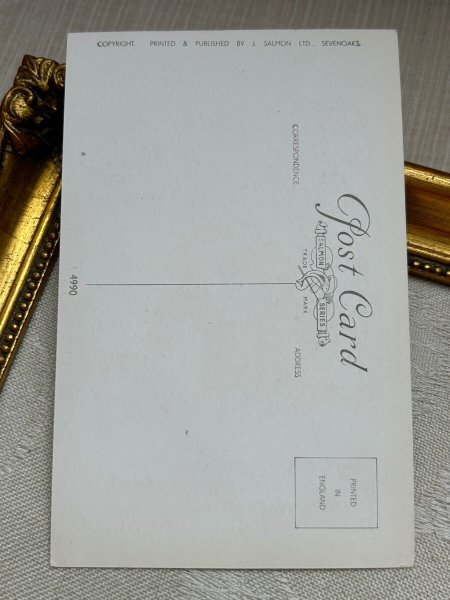 COPYRIGHT. PRINTED & PUBLISHED BY J. SALMON LTD., SEVENOAKS.
Post Card
CORRESPONDENCE
SALMON SERIES
TRADE MARK
ADDRESS
PRINTED
IN
ENGLAND
4990